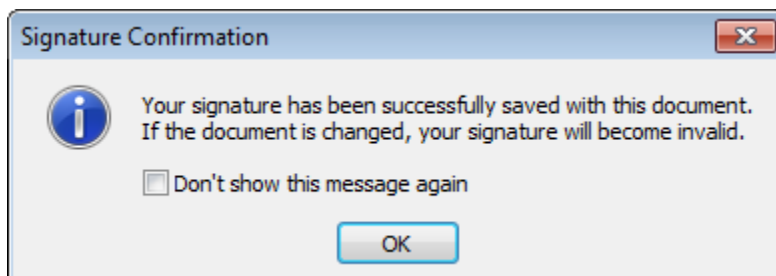 Signature Confirmation
Your signature has been successfully saved with this document.
If the document is changed, your signature will become invalid.
Don't show this message again
OK